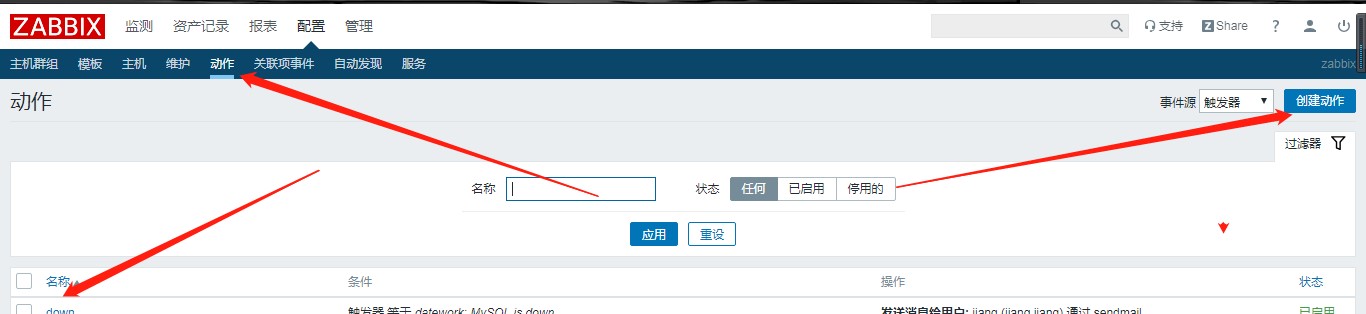 ZABBIX 监测 资产记录 报表 配置 管理 支持 Z Share ?
主机群组 模板 主机 维护 动作 关联项事件 自动发现 服务 zabbix
动作 事件源 触发器 创建动作
过滤器
名称 状态 任何 已启用 停用的
应用 重设
名称 条件 操作 状态
down 触发器 等于 datework: MySQL is down 发送消息给用户: jiang (jiang jiang) 通过 sendmail 已启用